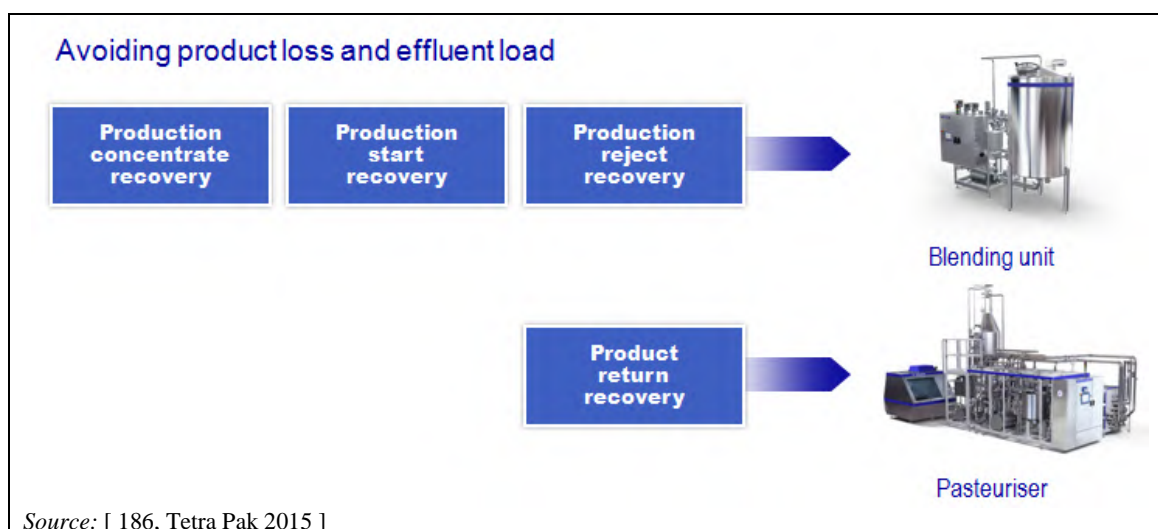 Avoiding product loss and effluent load
Production
concentrate
recovery
Production
start
recovery
Production
reject
recovery
Blending unit
Product
return
recovery
Pasteuriser
Source: [ 186, Tetra Pak 2015 ]